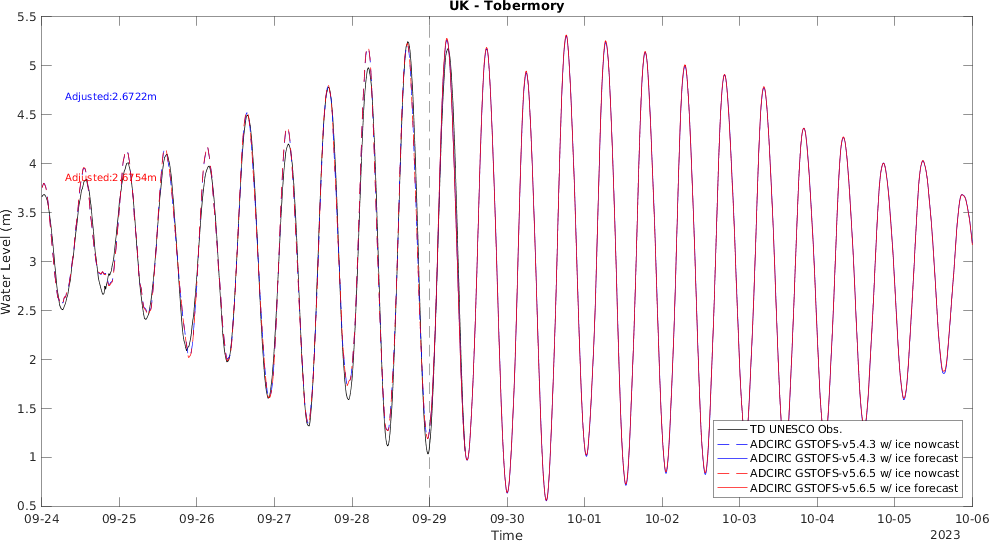 UK - Tobermory
5.5
5
4.5
4
3.5
3
2.5
2
1.5
1
0.5
Water Level (m)
Adjusted:2.6722m
Adjusted:2.6754m
TD UNESCO Obs.
ADCIRC GSTOFS-v5.4.3 w/ ice nowcast
ADCIRC GSTOFS-v5.4.3 w/ ice forecast
ADCIRC GSTOFS-v5.6.5 w/ ice nowcast
ADCIRC GSTOFS-v5.6.5 w/ ice forecast
09-24 09-25 09-26 09-27 09-28 09-29 09-30 10-01 10-02 10-03 10-04 10-05 10-06
Time
2023